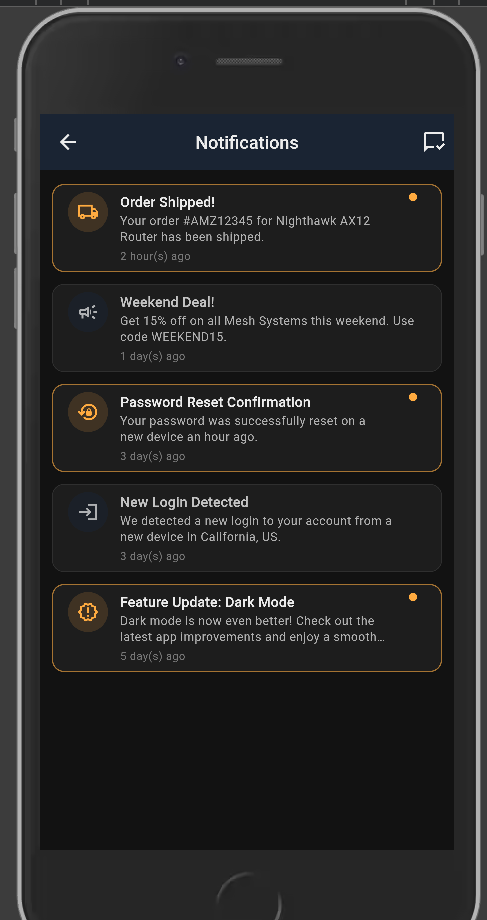 Notifications
Order Shipped!
Your order #AMZ12345 for Nighthawk AX12
Router has been shipped.
2 hour(s) ago
Weekend Deal!
Get 15% off on all Mesh Systems this weekend. Use
code WEEKEND15.
1 day(s) ago
Password Reset Confirmation
Your password was successfully reset on a
new device an hour ago.
3 day(s) ago
New Login Detected
We detected a new login to your account from a
new device in California, US.
3 day(s) ago
Feature Update: Dark Mode
Dark mode is now even better! Check out the
latest app improvements and enjoy a smooth...
5 day(s) ago